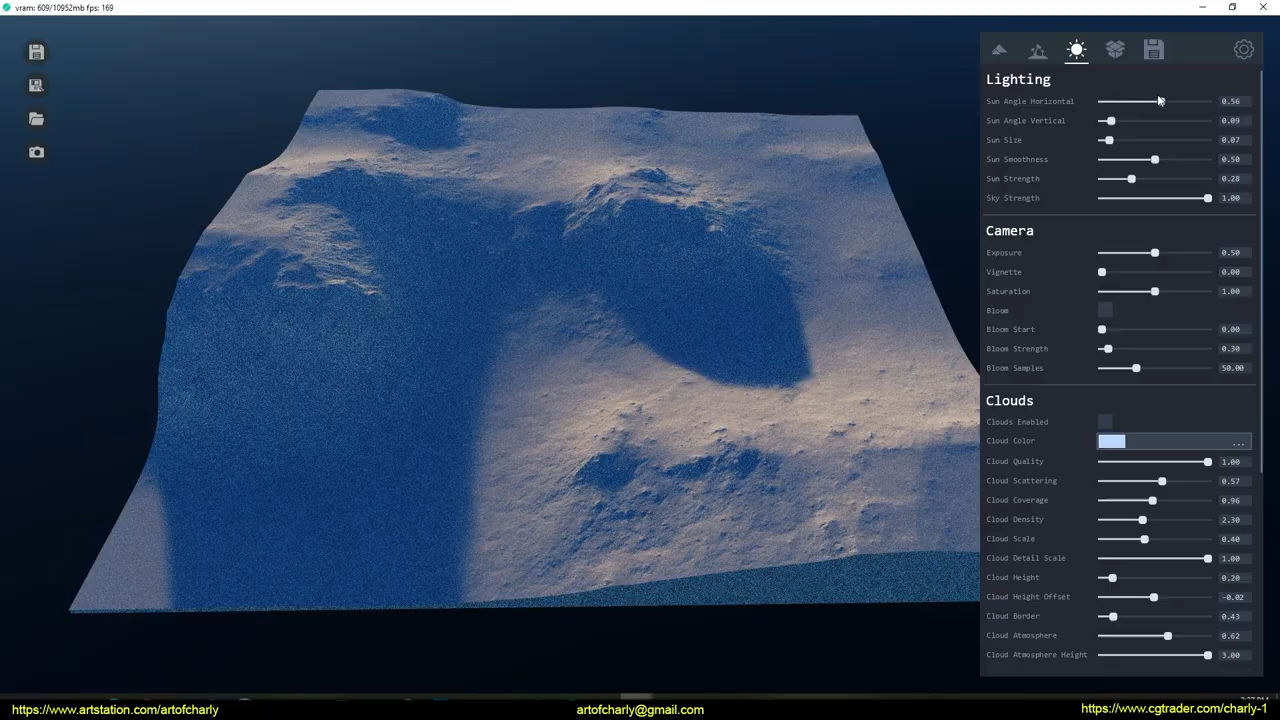 vram: 609/10952mb fps: 169
Lighting
Sun Angle Horizontal 0.56
Sun Angle Vertical 0.09
Sun Size 0.07
Sun Smoothness 0.50
Sun Strength 0.28
Sky Strength 1.00
Camera
Exposure 0.50
Vignette 0.00
Saturation 1.00
Bloom
Bloom Start 0.00
Bloom Strength 0.30
Bloom Samples 50.00
Clouds
Clouds Enabled
Cloud Color ...
Cloud Quality 1.00
Cloud Scattering 0.57
Cloud Coverage 0.96
Cloud Density 2.30
Cloud Scale 0.40
Cloud Detail Scale 1.00
Cloud Height 0.20
Cloud Height Offset -0.02
Cloud Border 0.43
Cloud Atmosphere 0.62
Cloud Atmosphere Height 3.00
https://www.artstation.com/artofcharly artofcharly@gmail.com https://www.cgtrader.com/charly-1